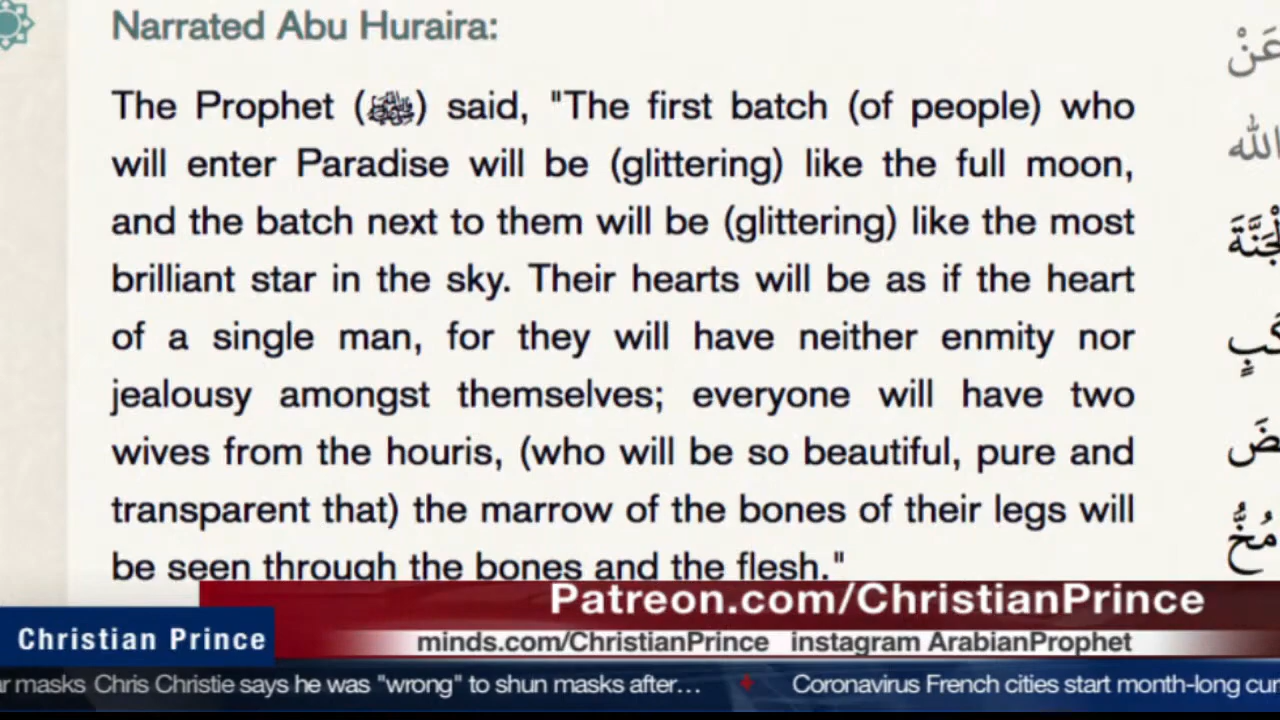 Narrated Abu Huraira:
The Prophet (ﷺ) said, "The first batch (of people) who
will enter Paradise will be (glittering) like the full moon,
and the batch next to them will be (glittering) like the most
brilliant star in the sky. Their hearts will be as if the heart
of a single man, for they will have neither enmity nor
jealousy amongst themselves; everyone will have two
wives from the houris, (who will be so beautiful, pure and
transparent that) the marrow of the bones of their legs will
be seen through the bones and the flesh."
عَنْ
الله
مُخُّ
Patreon.com/ChristianPrince
Christian Prince
minds.com/ChristianPrince instagram ArabianProphet
masks Chris Christie says he was "wrong" to shun masks after...
Coronavirus French cities start month-long